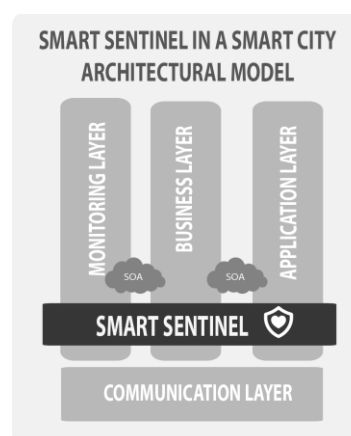 SMART SENTINEL IN A SMART CITY
ARCHITECTURAL MODEL
MONITORING LAYER
BUSINESS LAYER
APPLICATION LAYER
SOA
SOA
SMART SENTINEL
COMMUNICATION LAYER